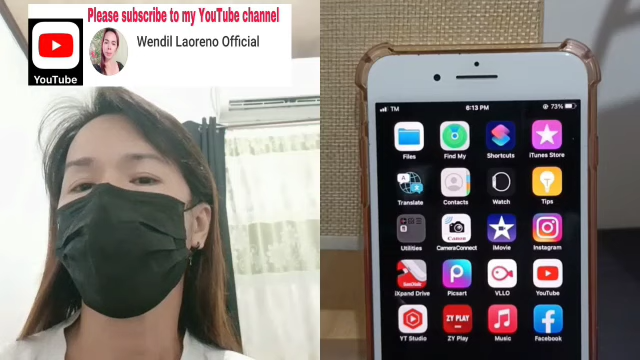 Please subscribe to my YouTube channel
Wendil Laoreno Official
YouTube
TM
6:13 PM
73%
Files
Find My
Shortcuts
iTunes Store
Translate
Contacts
Watch
Tips
Utilities
Canon
CameraConnect
iMovie
Instagram
SanDisk
iXpand Drive
Picsart
VLLO
YouTube
ZY PLAY
YT Studio
ZY Play
Music
Facebook